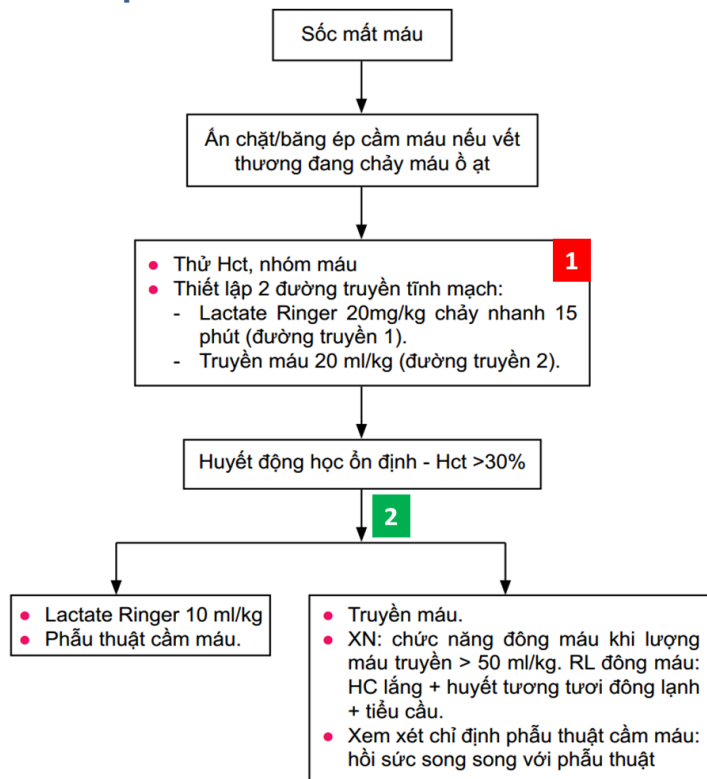 Sốc mất máu
Ấn chặt/băng ép cầm máu nếu vết
thương đang chảy máu ồ ạt
1
● Thử Hct, nhóm máu
● Thiết lập 2 đường truyền tĩnh mạch:
- Lactate Ringer 20mg/kg chảy nhanh 15
phút (đường truyền 1).
- Truyền máu 20 ml/kg (đường truyền 2).
Huyết động học ổn định - Hct >30%
2
● Lactate Ringer 10 ml/kg
● Phẫu thuật cầm máu.
● Truyền máu.
● XN: chức năng đông máu khi lượng
máu truyền > 50 ml/kg. RL đông máu:
HC lắng + huyết tương tươi đông lạnh
+ tiểu cầu.
● Xem xét chỉ định phẫu thuật cầm máu:
hồi sức song song với phẫu thuật